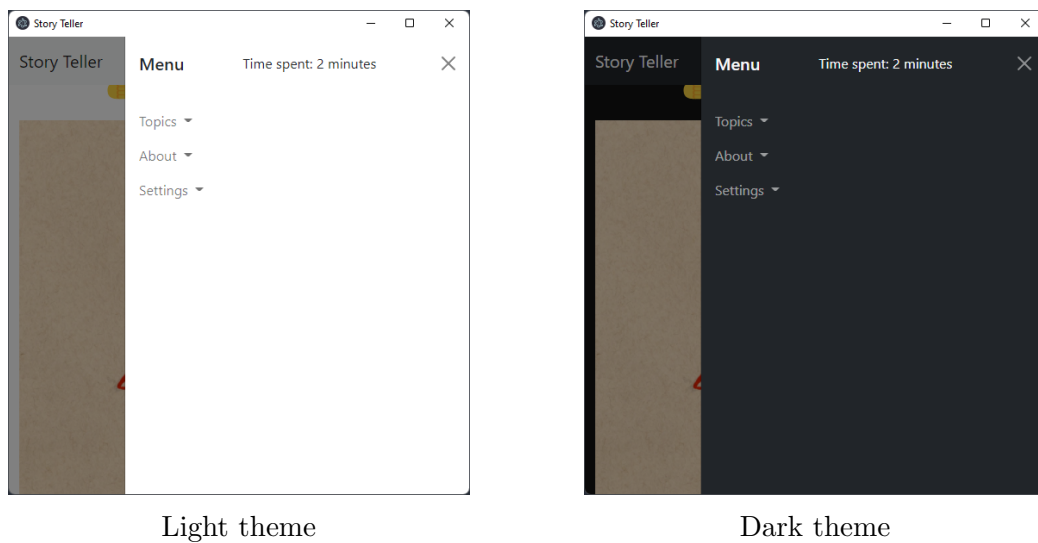 Story Teller
Story Teller
Menu
Time spent: 2 minutes
Topics
About
Settings
Light theme
Story Teller
Story Teller
Menu
Time spent: 2 minutes
Topics
About
Settings
Dark theme